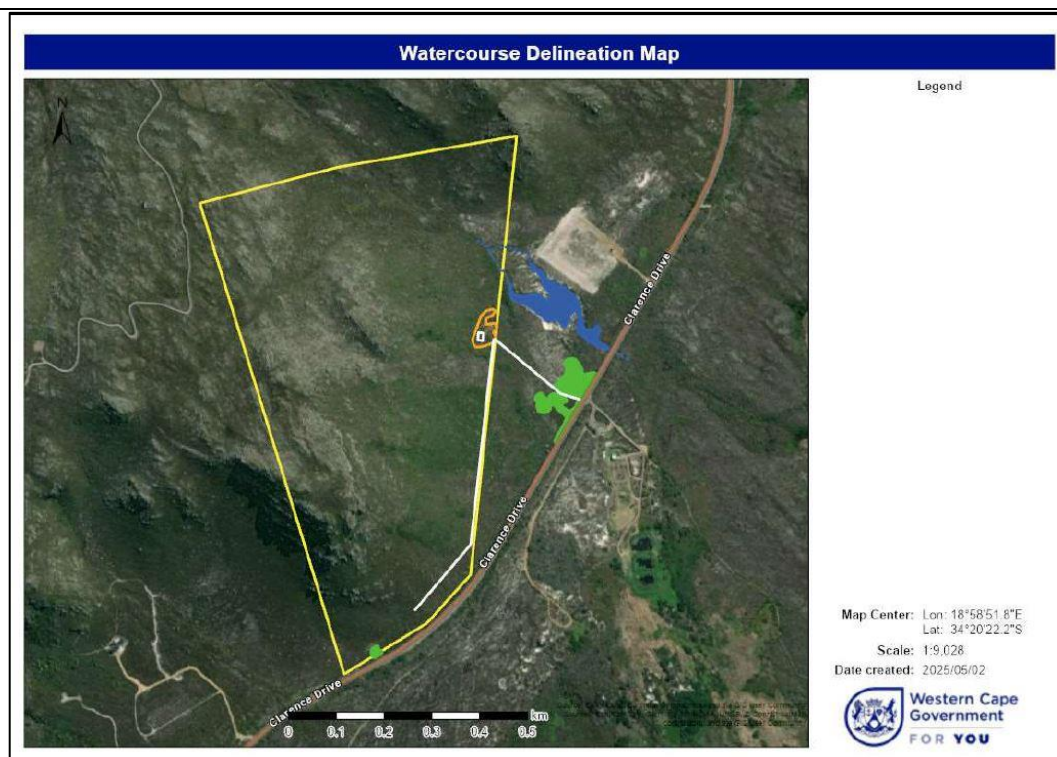 Watercourse Delineation Map
Legend
N
Clarence Drive
Clarence Drive
Clarence Drive
km
0 0.1 0.2 0.3 0.4 0.5
Map Center: Lon: 18°58'51.8"E
Lat: 34°20'22.2"S
Scale: 1:9,028
Date created: 2025/05/02
Western Cape
Government
FOR YOU